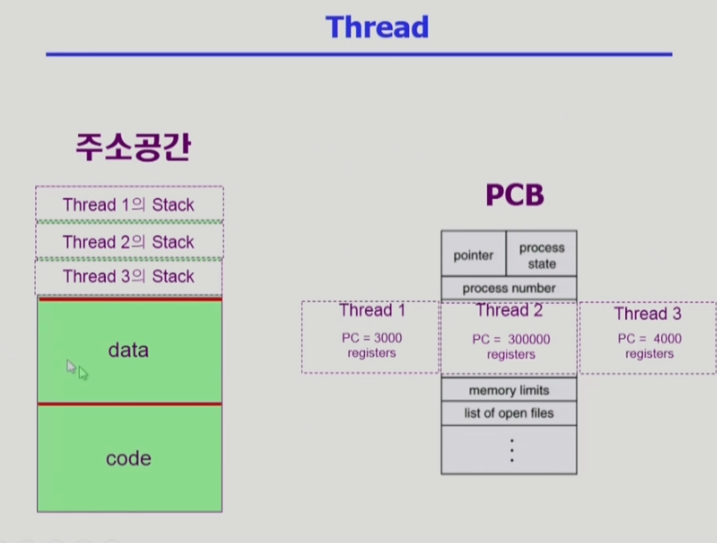 Thread
주소공간
Thread 1의 Stack
Thread 2의 Stack
Thread 3의 Stack
data
code
PCB
pointer
process
state
process number
Thread 1
PC = 3000
registers
Thread 2
PC = 300000
registers
Thread 3
PC = 4000
registers
memory limits
list of open files
⋮